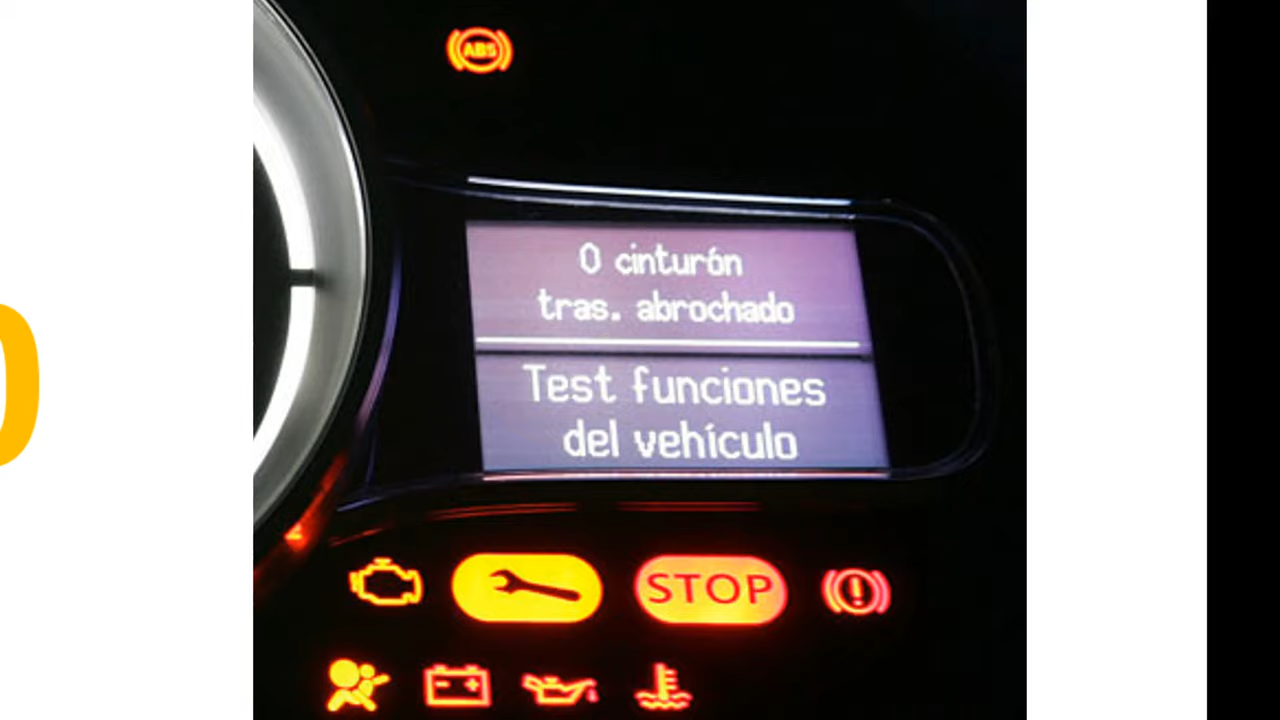 ABS
0 cinturón
tras. abrochado
Test funciones
del vehículo
STOP